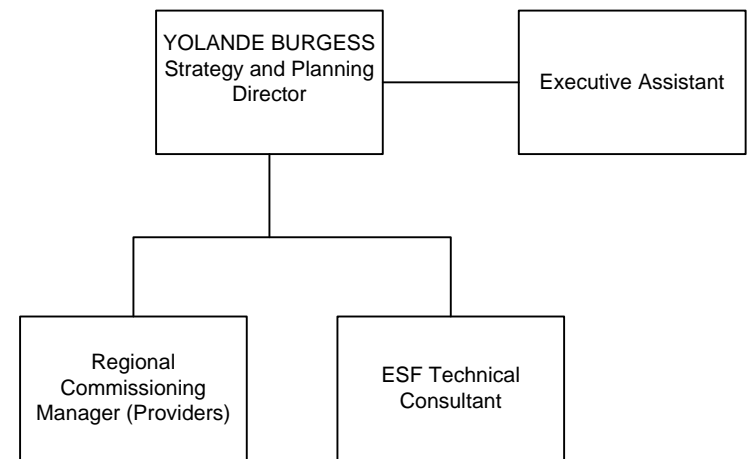 YOLANDE BURGESS
Strategy and Planning
Director
Executive Assistant
Regional
Commissioning
Manager (Providers)
ESF Technical
Consultant